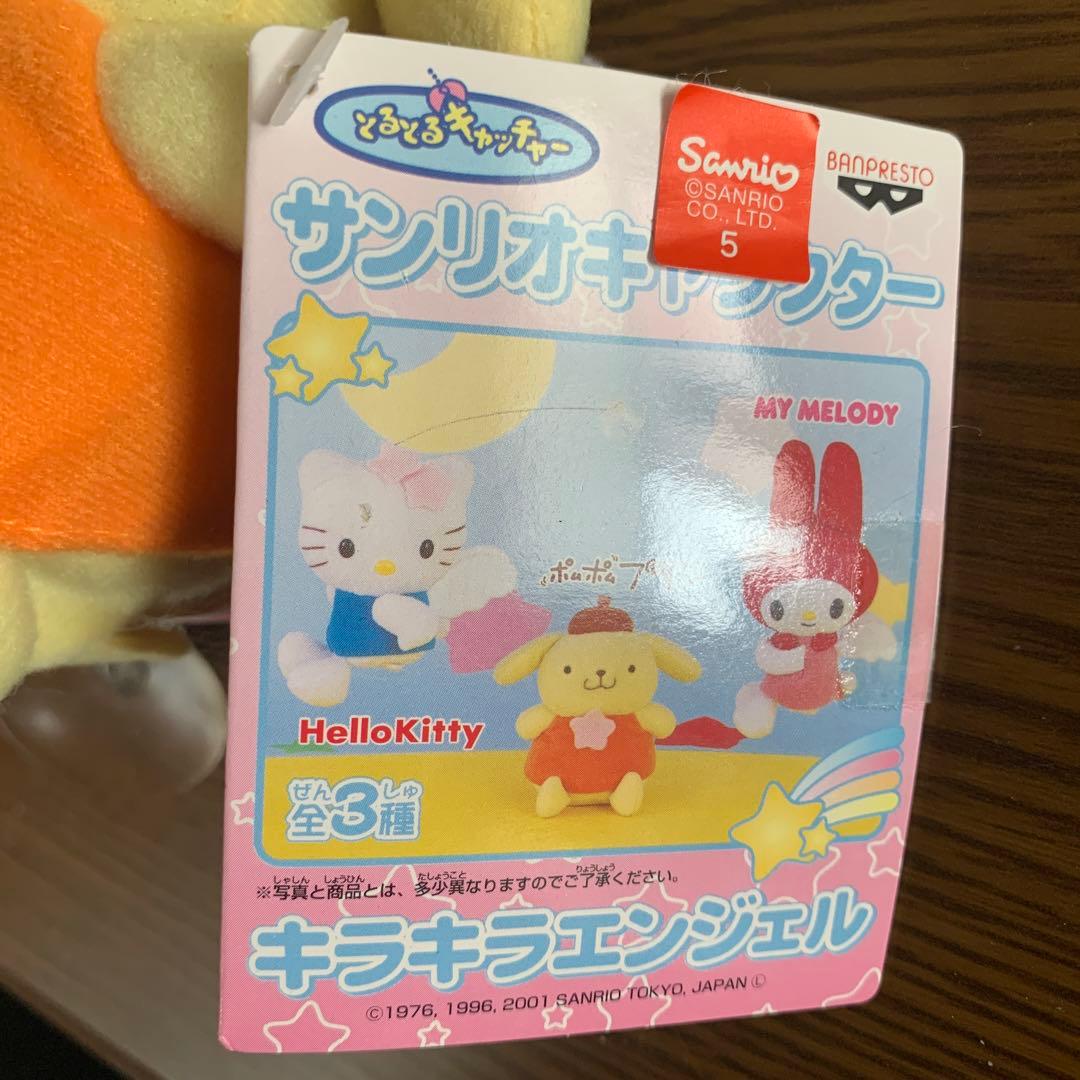 とるとるキャッチャー
Sanrio
©SANRIO
CO., LTD.
5
BANPRESTO
サンリオキャラクター
MY MELODY
ポムポムプ
HelloKitty
ぜん しゅ
全3種
しゃしん しょうひん たしょうこと りょうしょう
※写真と商品とは、多少異なりますのでご了承ください。
キラキラエンジェル
©1976, 1996, 2001 SANRIO TOKYO, JAPAN Ⓛ